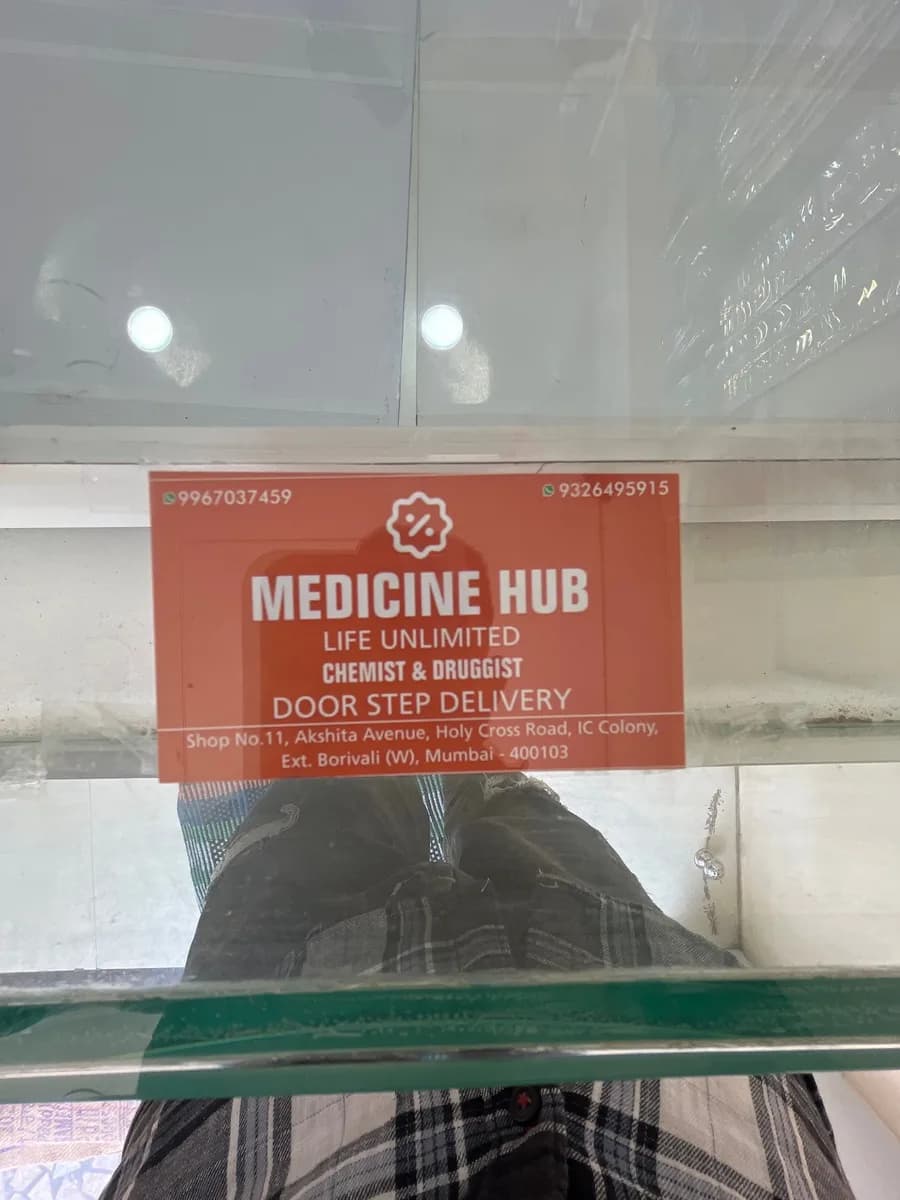 9967037459
9326495915
MEDICINE HUB
LIFE UNLIMITED
CHEMIST & DRUGGIST
DOOR STEP DELIVERY
Shop No.11, Akshita Avenue, Holy Cross Road, IC Colony,
Ext. Borivali (W), Mumbai - 400103